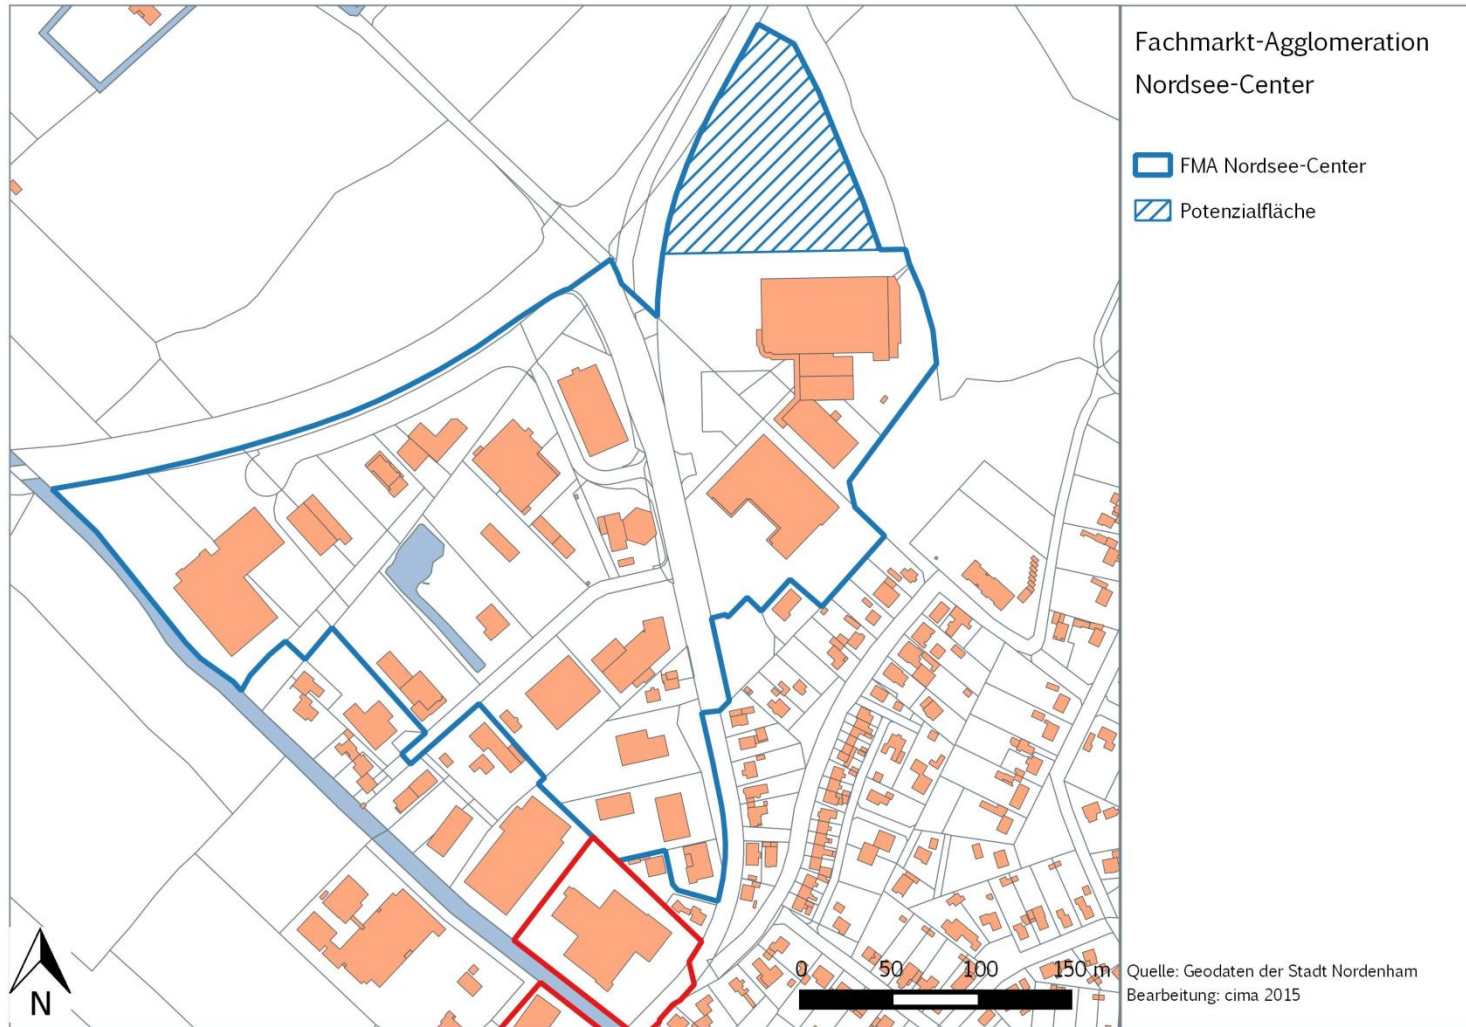 Fachmarkt-Agglomeration
Nordsee-Center
FMA Nordsee-Center
Potenzialfläche
N
0 50 100 150 m
Quelle: Geodaten der Stadt Nordenham
Bearbeitung: cima 2015